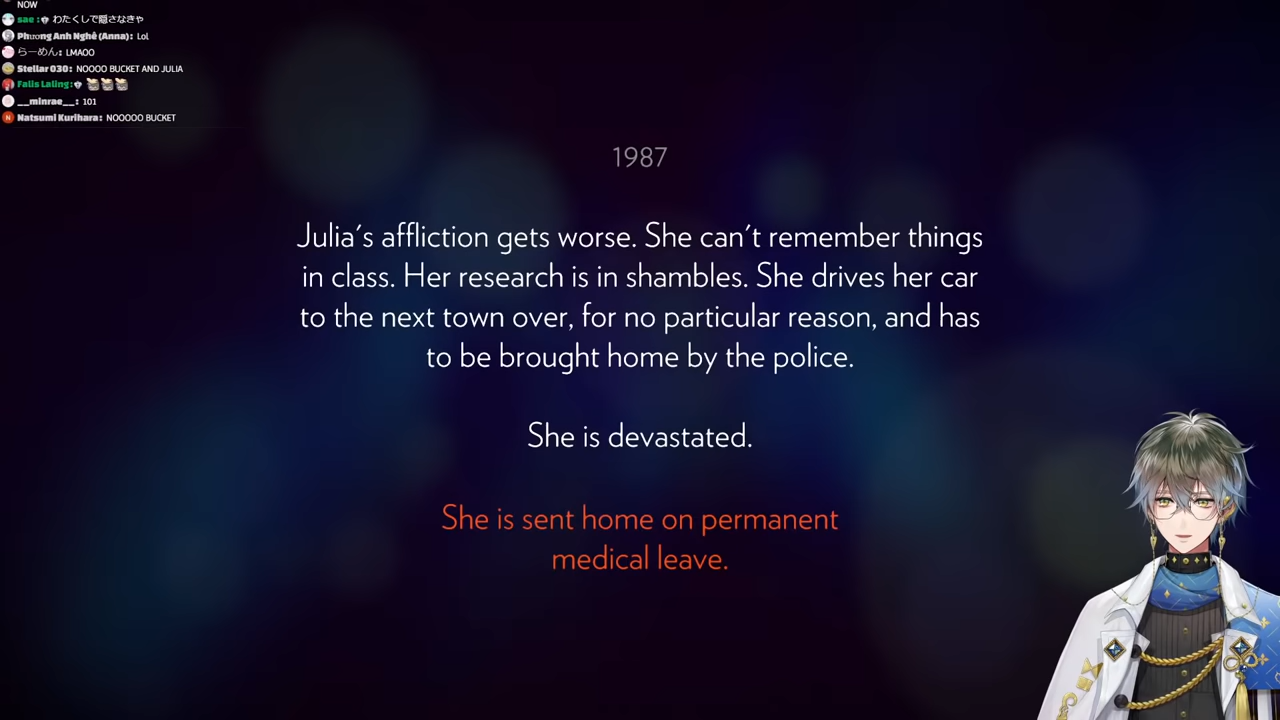 NOW
sae : わたくしで隠さなきゃ
Phương Anh Nghê (Anna): Lol
らーめん: LMAOO
Stellar 030: NOOOO BUCKET AND JULIA
Falis Laling:
__minrae__: 101
Natsumi Kurihara: NOOOOO BUCKET
1987
Julia's affliction gets worse. She can't remember things
in class. Her research is in shambles. She drives her car
to the next town over, for no particular reason, and has
to be brought home by the police.
She is devastated.
She is sent home on permanent
medical leave.